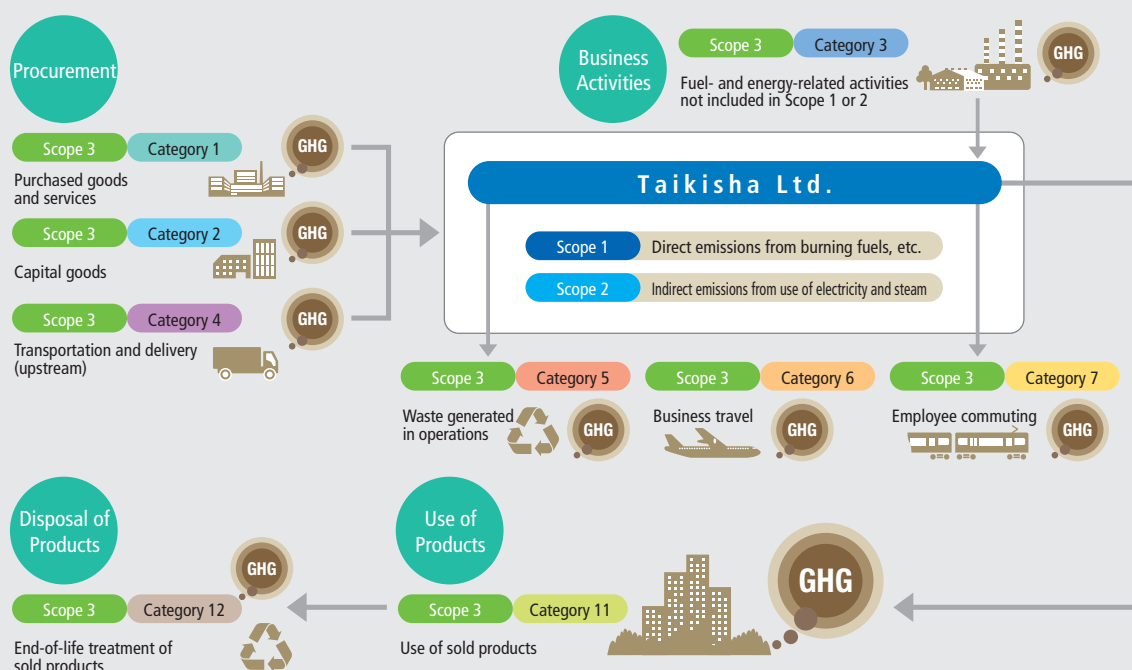 Procurement
Scope 3 Category 1
GHG
Purchased goods
and services
Scope 3 Category 2
GHG
Capital goods
Scope 3 Category 4
GHG
Transportation and delivery
(upstream)
Business
Activities
Scope 3 Category 3
GHG
Fuel- and energy-related activities
not included in Scope 1 or 2
Taikisha Ltd.
Scope 1 Direct emissions from burning fuels, etc.
Scope 2 Indirect emissions from use of electricity and steam
Scope 3 Category 5
Waste generated
in operations
GHG
Scope 3 Category 6
Business travel
GHG
Scope 3 Category 7
Employee commuting
GHG
Disposal of
Products
GHG
Scope 3 Category 12
End-of-life treatment of
sold products
Use of
Products
GHG
Scope 3 Category 11
Use of sold products